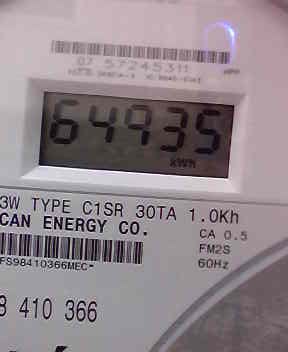 07 57245311
64935
kWh
3W TYPE C1SR 30TA 1.0Kh
CAN ENERGY CO.
CA 0.5
FM2S
60Hz
FS98410366MEC*
8 410 366